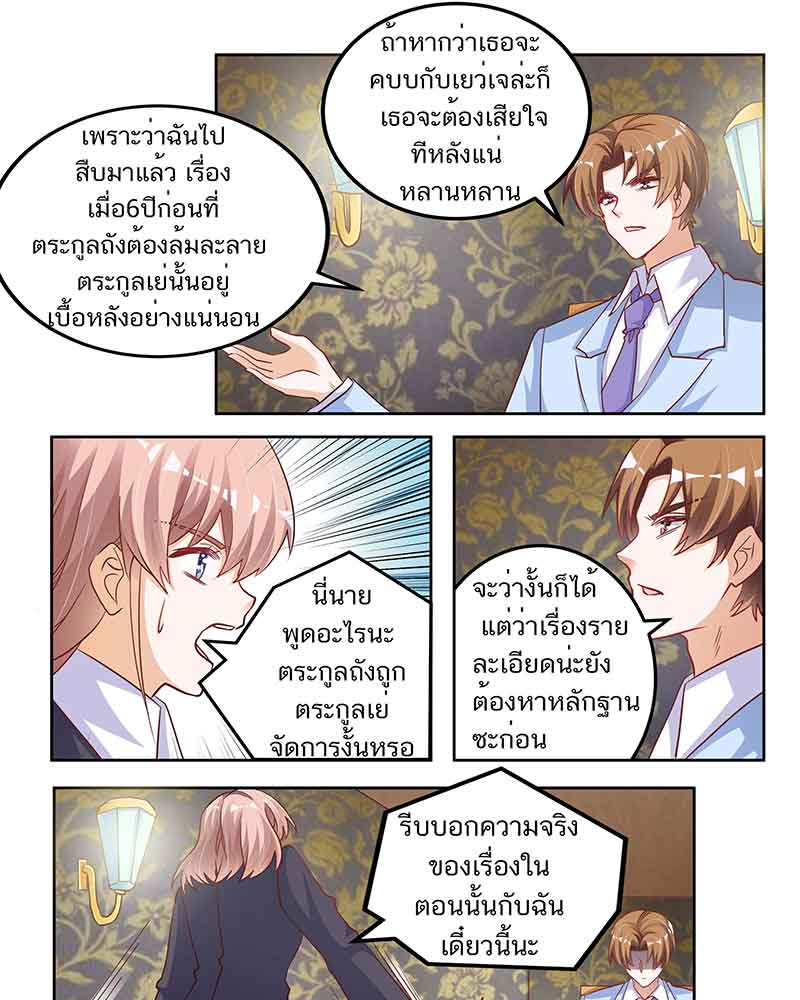 ถ้าหากว่าเธอจะ
คบบกับเยว่เจล่ะก็
เธอจะต้องเสียใจ
ทีหลังแน่
หลานหลาน
เพราะว่าฉันไป
สืบมาแล้ว เรื่อง
เมื่อ6ปีก่อนที่
ตระกูลถังต้องล้มละลาย
ตระกูลเย่นั้นอยู่
เบื้อหลังอย่างแน่นอน
นี่นาย
พูดอะไรนะ
ตระกูลถังถูก
ตระกูลเย่
จัดการงั้นหรอ
จะว่างั้นก็ได้
แต่ว่าเรื่องราย
ละเอียดน่ะยัง
ต้องหาหลักฐาน
ซะก่อน
รีบบอกความจริง
ของเรื่องใน
ตอนนั้นกับฉัน
เดี๋ยวนี้นะ